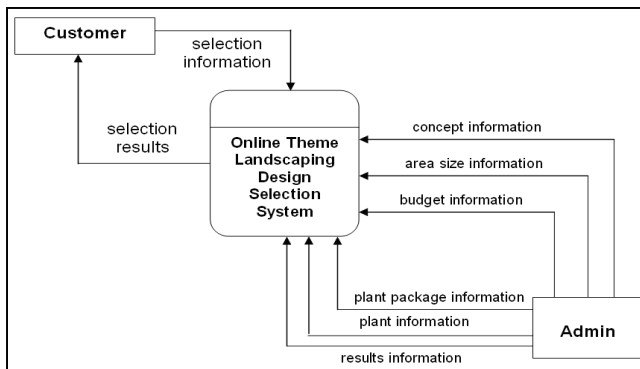 Customer
selection
information
selection
results
Online Theme
Landscaping
Design
Selection
System
concept information
area size information
budget information
plant package information
plant information
results information
Admin